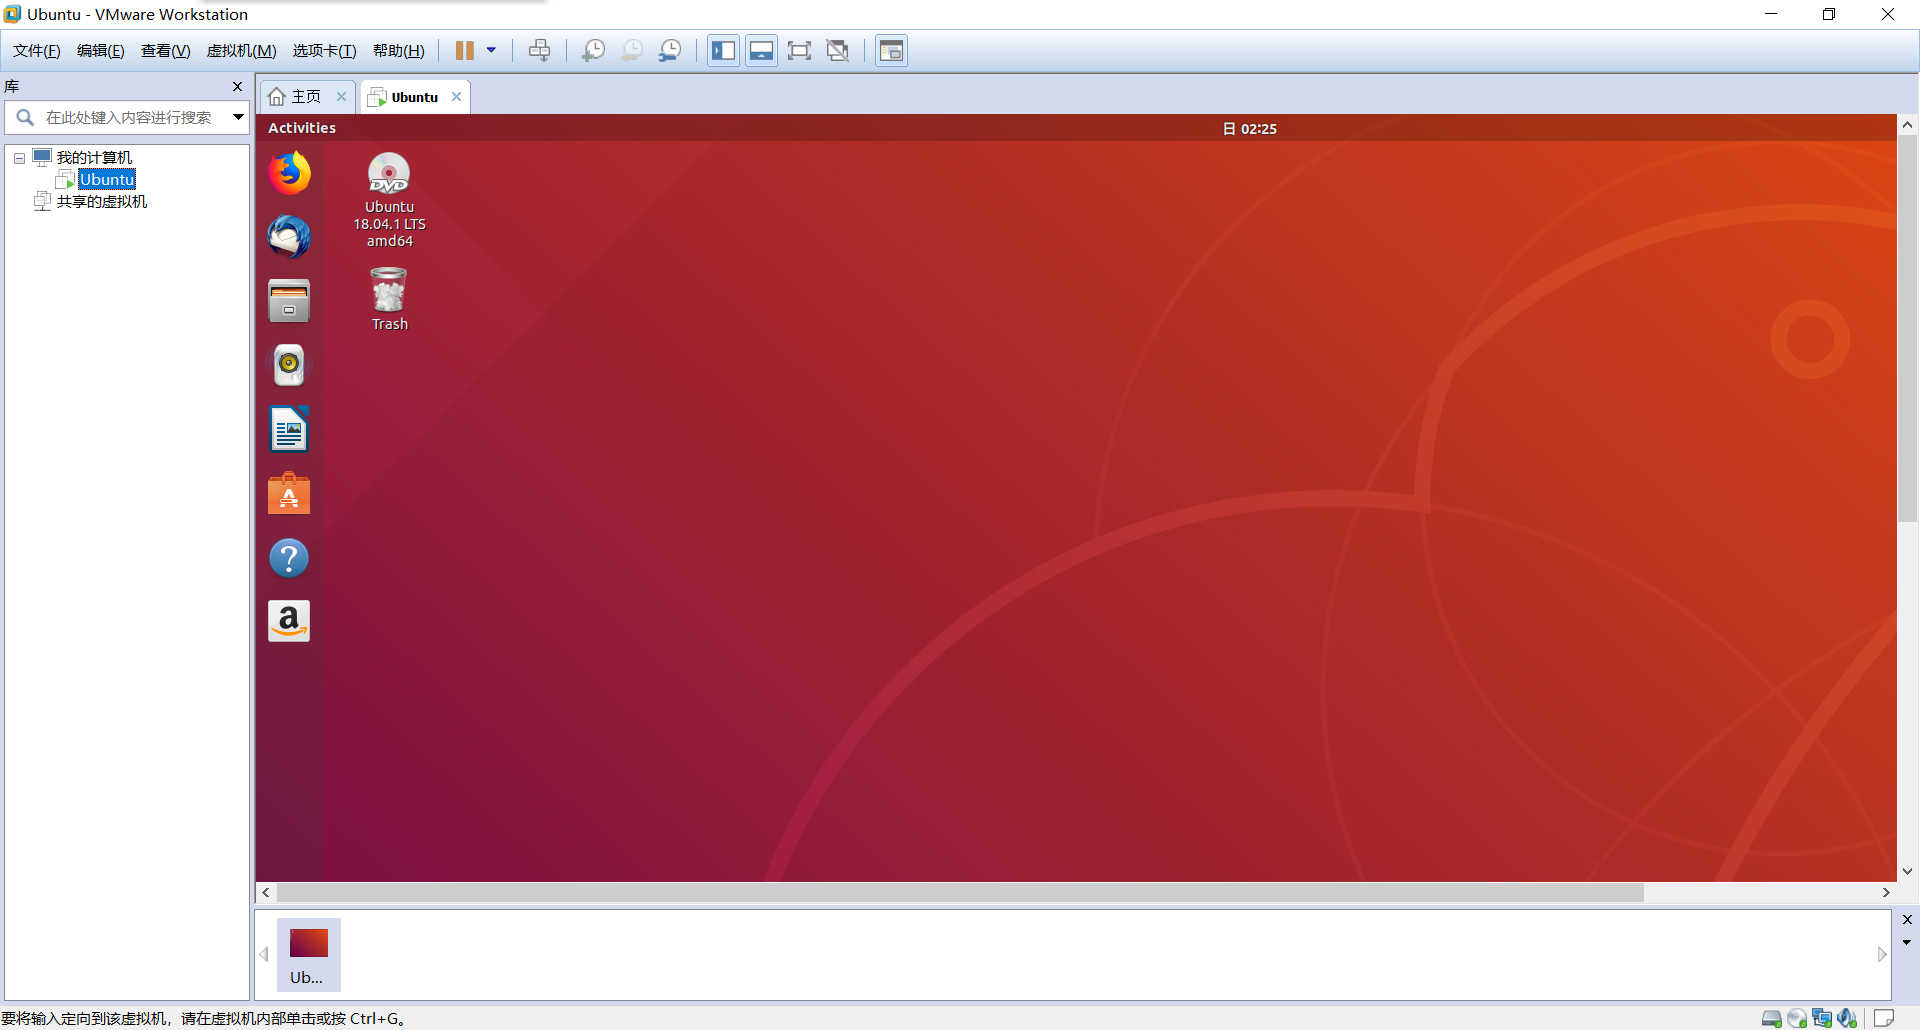 Ubuntu - VMware Workstation
文件(F) 编辑(E) 查看(V) 虚拟机(M) 选项卡(T) 帮助(H)
库
主页
Ubuntu
在此处键入内容进行搜索
我的计算机
Ubuntu
共享的虚拟机
Activities
日 02:25
DVD
Ubuntu
18.04.1 LTS
amd64
Trash
A
?
a
Ub...
要将输入定向到该虚拟机，请在虚拟机内部单击或按 Ctrl+G。